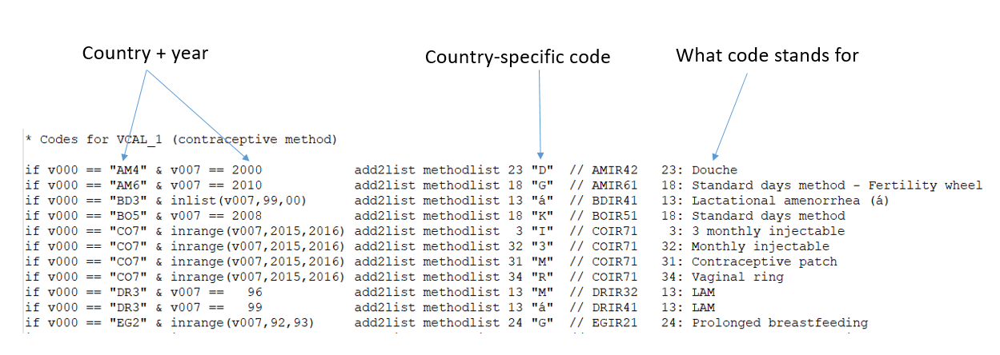 Country + year
Country-specific code
What code stands for
* Codes for VCAL_1 (contraceptive method)
if v000 == "AM4" & v007 == 2000 add2list methodlist 23 "D" // AMIR42 23: Douche
if v000 == "AM6" & v007 == 2010 add2list methodlist 18 "G" // AMIR61 18: Standard days method - Fertility wheel
if v000 == "BD3" & inlist(v007,99,00) add2list methodlist 13 "á" // BDIR41 13: Lactational amenorrhea (á)
if v000 == "BO5" & v007 == 2008 add2list methodlist 18 "K" // BOIR51 18: Standard days method
if v000 == "CO7" & inrange(v007,2015,2016) add2list methodlist 3 "I" // COIR71 3: 3 monthly injectable
if v000 == "CO7" & inrange(v007,2015,2016) add2list methodlist 32 "3" // COIR71 32: Monthly injectable
if v000 == "CO7" & inrange(v007,2015,2016) add2list methodlist 31 "M" // COIR71 31: Contraceptive patch
if v000 == "CO7" & inrange(v007,2015,2016) add2list methodlist 34 "R" // COIR71 34: Vaginal ring
if v000 == "DR3" & v007 == 96 add2list methodlist 13 "M" // DRIR32 13: LAM
if v000 == "DR3" & v007 == 99 add2list methodlist 13 "á" // DRIR41 13: LAM
if v000 == "EG2" & inrange(v007,92,93) add2list methodlist 24 "G" // EGIR21 24: Prolonged breastfeeding